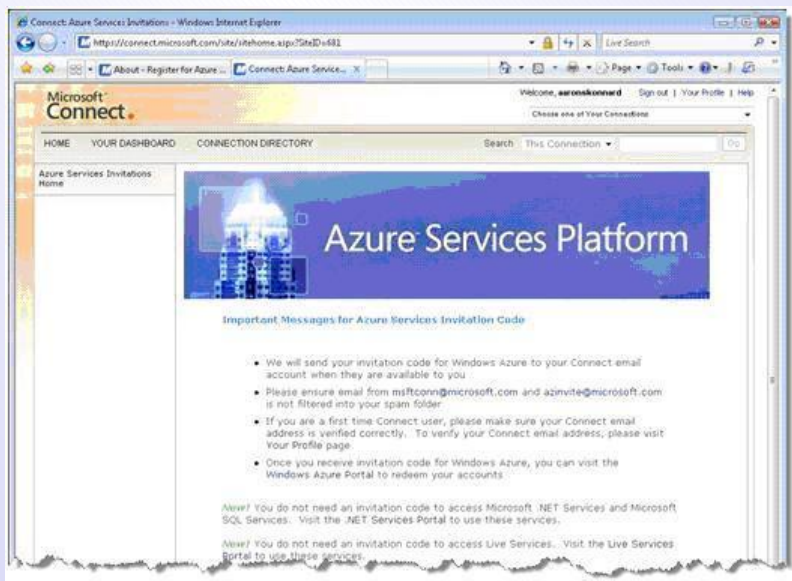 Connect: Azure Services Invitations - Windows Internet Explorer
https://connect.microsoft.com/site/sitehome.aspx?SiteID=681
Live Search
About - Register for Azure ...
Connect: Azure Service...
Page
Tools
Microsoft
Connect
Welcome, aaronskonnard Sign out | Your Profile | Help
Choose one of Your Connections
HOME YOUR DASHBOARD CONNECTION DIRECTORY Search This Connection Go
Azure Services Invitations
Home
Azure Services Platform
Important Messages for Azure Services Invitation Code
• We will send your invitation code for Windows Azure to your Connect email
account when they are available to you
• Please ensure email from msftconn@microsoft.com and azinvite@microsoft.com
is not filtered into your spam folder
• If you are a first time Connect user, please make sure your Connect email
address is verified correctly. To verify your Connect email address, please visit
Your Profile page
• Once you receive invitation code for Windows Azure, you can visit the
Windows Azure Portal to redeem your accounts
New! You do not need an invitation code to access Microsoft .NET Services and Microsoft
SQL Services. Visit the .NET Services Portal to use these services.
New! You do not need an invitation code to access Live Services. Visit the Live Services
Portal to use these services.